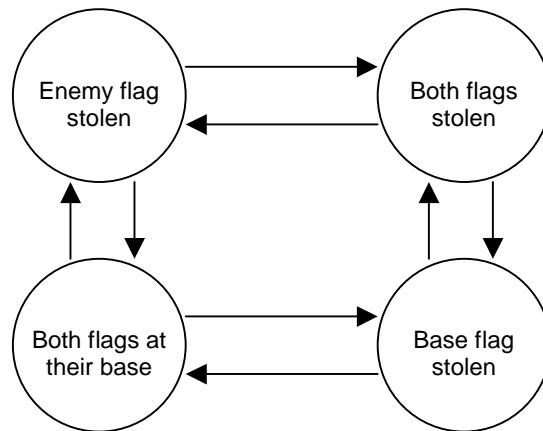 Enemy flag
stolen
Both flags
stolen
Both flags at
their base
Base flag
stolen